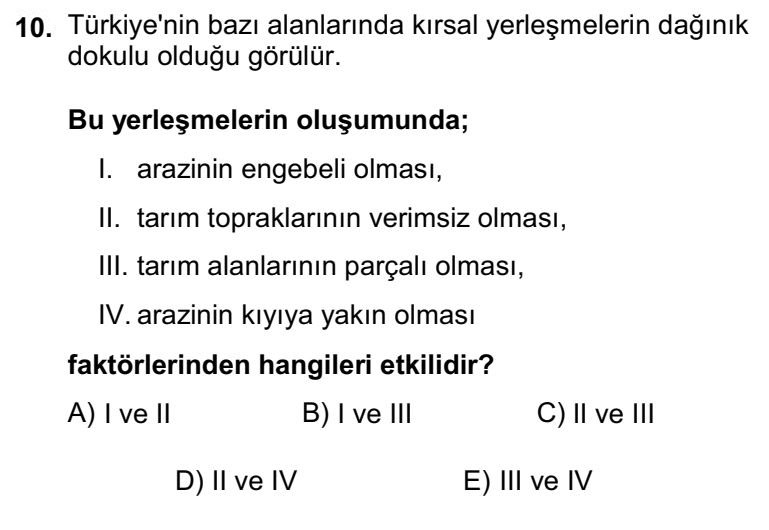 10. Türkiye'nin bazı alanlarında kırsal yerleşmelerin dağınık
dokulu olduğu görülür.
Bu yerleşmelerin oluşumunda;
I. arazinin engebeli olması,
II. tarım topraklarının verimsiz olması,
III. tarım alanlarının parçalı olması,
IV. arazinin kıyıya yakın olması
faktörlerinden hangileri etkilidir?
A) I ve II B) I ve III C) II ve III
D) II ve IV E) III ve IV